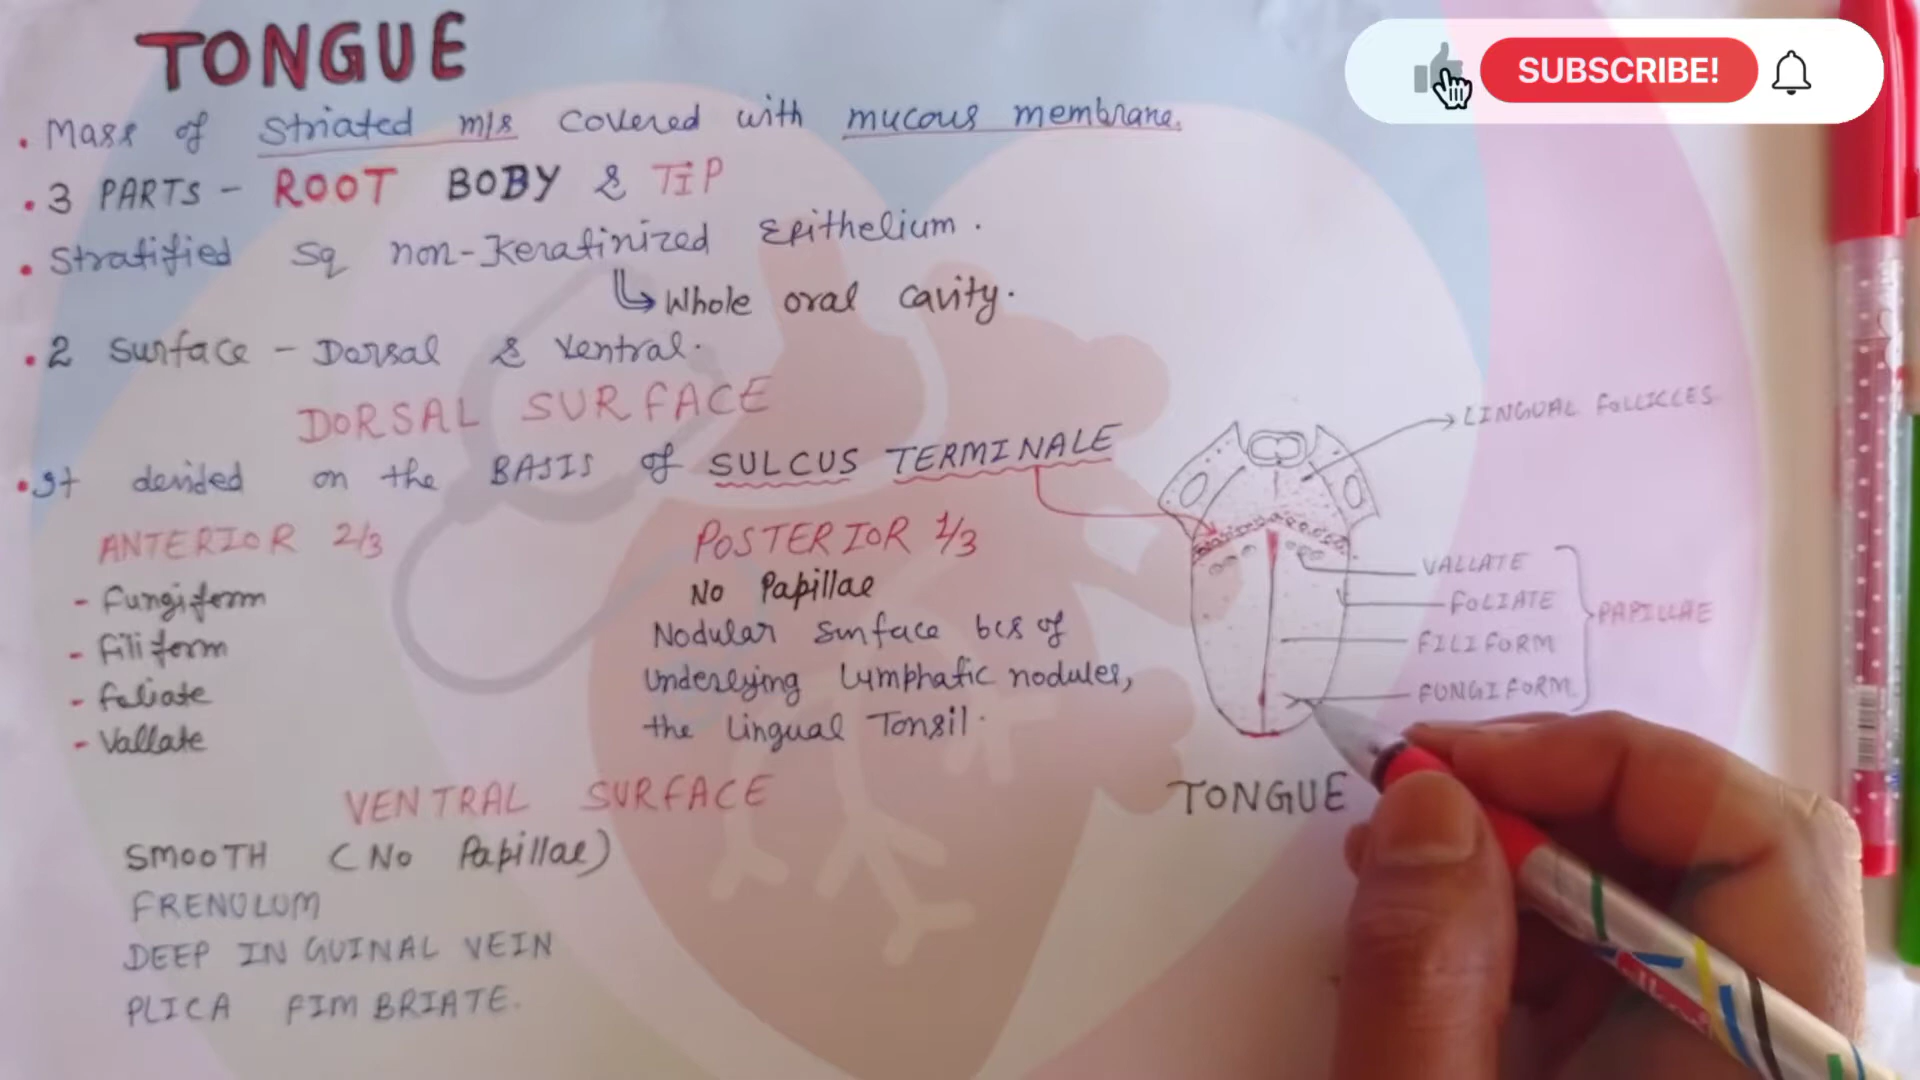 TONGUE
SUBSCRIBE!
• Mass of striated m/s covered with mucous membrane.
• 3 PARTS - ROOT BOBY & TIP
• Stratified sq non-keratinized Epithelium.
↳ Whole oral cavity.
• 2 surface - Dorsal & Ventral.
DORSAL SURFACE
• It devided on the BASIS of SULCUS TERMINALE
ANTERIOR 2/3
- Fungiform
- filiform
- foliate
- Vallate
POSTERIOR 1/3
No Papillae
Nodular surface bcs of
Underlying Lymphatic nodules,
the Lingual Tonsil.
LINGUAL FOLLICLES
VALLATE
FOLIATE
FILIFORM
FUNGIFORM
PAPILLAE
TONGUE
VENTRAL SURFACE
SMOOTH (No Papillae)
FRENULUM
DEEP INGUINAL VEIN
PLICA FIMBRIATE.